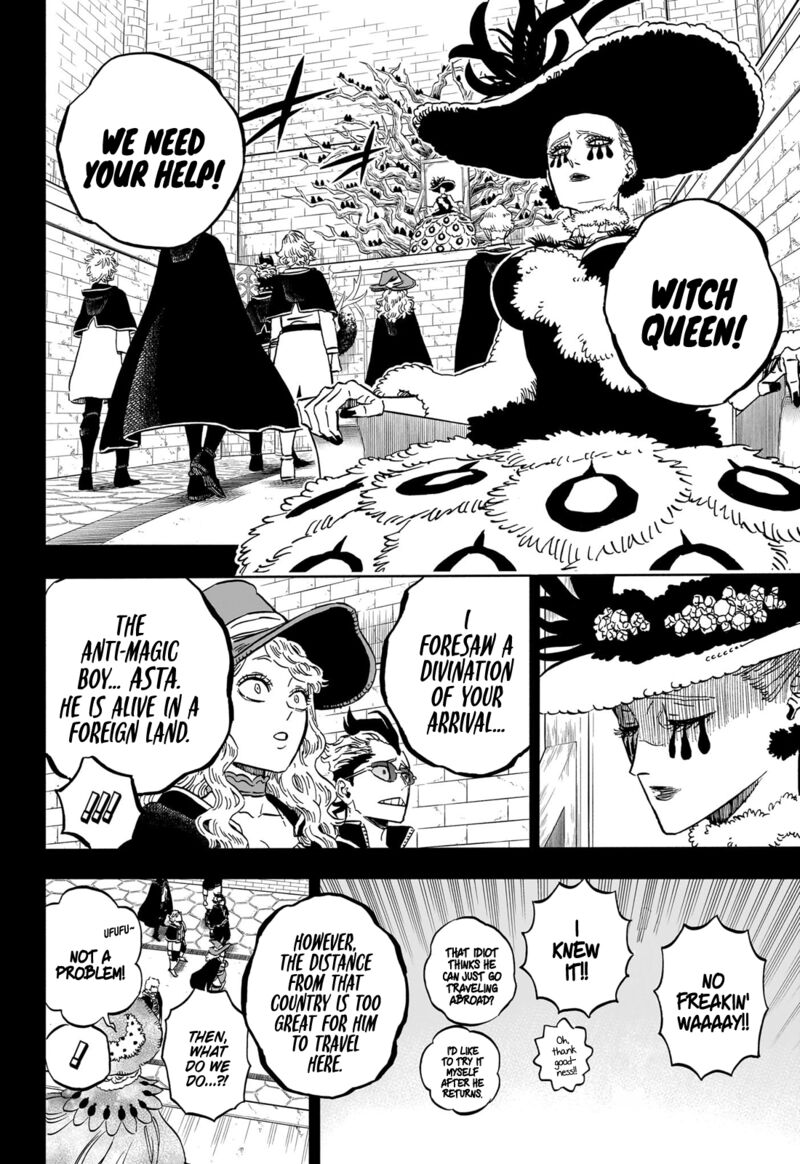 WITCH
QUEEN!
WE NEED
YOUR HELP!
I
FORESAW A
DIVINATION
OF YOUR
ARRIVAL...
THE
ANTI-MAGIC
BOY... ASTA.
HE IS ALIVE IN A
FOREIGN LAND.
!!!
NO
FREAKIN'
WAAAAY!!
I
KNEW
IT!!
Oh,
thank
good-
ness!!
THAT IDIOT
THINKS HE
CAN JUST GO
TRAVELING
ABROAD?
I'D LIKE
TO TRY IT
MYSELF
AFTER HE
RETURNS.
HOWEVER,
THE DISTANCE
FROM THAT
COUNTRY IS TOO
GREAT FOR HIM
TO TRAVEL
HERE.
THEN,
WHAT
DO WE
DO...?!
UFUFU~
NOT A
PROBLEM!
!